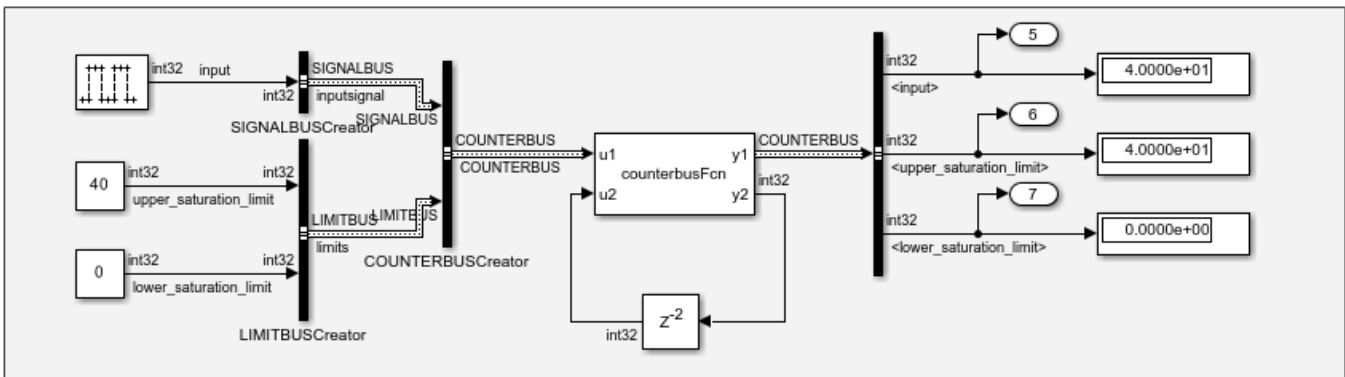 int32
input
int32
SIGNALBUS
inputsignal
SIGNALBUS
SIGNALBUSCreator
40
int32
upper_saturation_limit
int32
0
int32
lower_saturation_limit
int32
LIMITBUS
LIMITBUS
limits
LIMITBUSCreator
COUNTERBUS
COUNTERBUS
COUNTERBUSCreator
u1
u2
counterbusFcn
y1
y2
COUNTERBUS
int32
Z-2
int32
int32
<input>
5
4.0000e+01
int32
<upper_saturation_limit>
6
4.0000e+01
int32
<lower_saturation_limit>
7
0.0000e+00